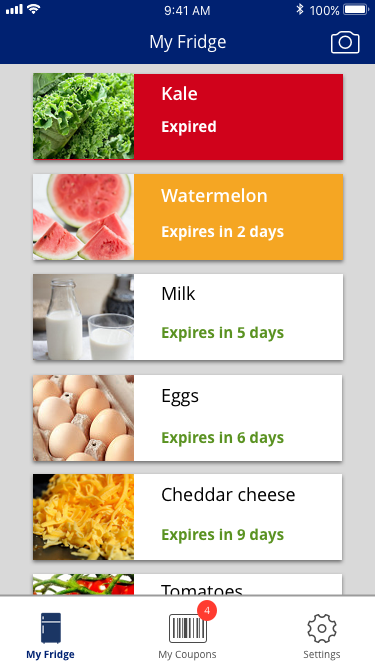 9:41 AM
100%
My Fridge
Kale
Expired
Watermelon
Expires in 2 days
Milk
Expires in 5 days
Eggs
Expires in 6 days
Cheddar cheese
Expires in 9 days
Tomatoes
4
My Fridge
My Coupons
Settings